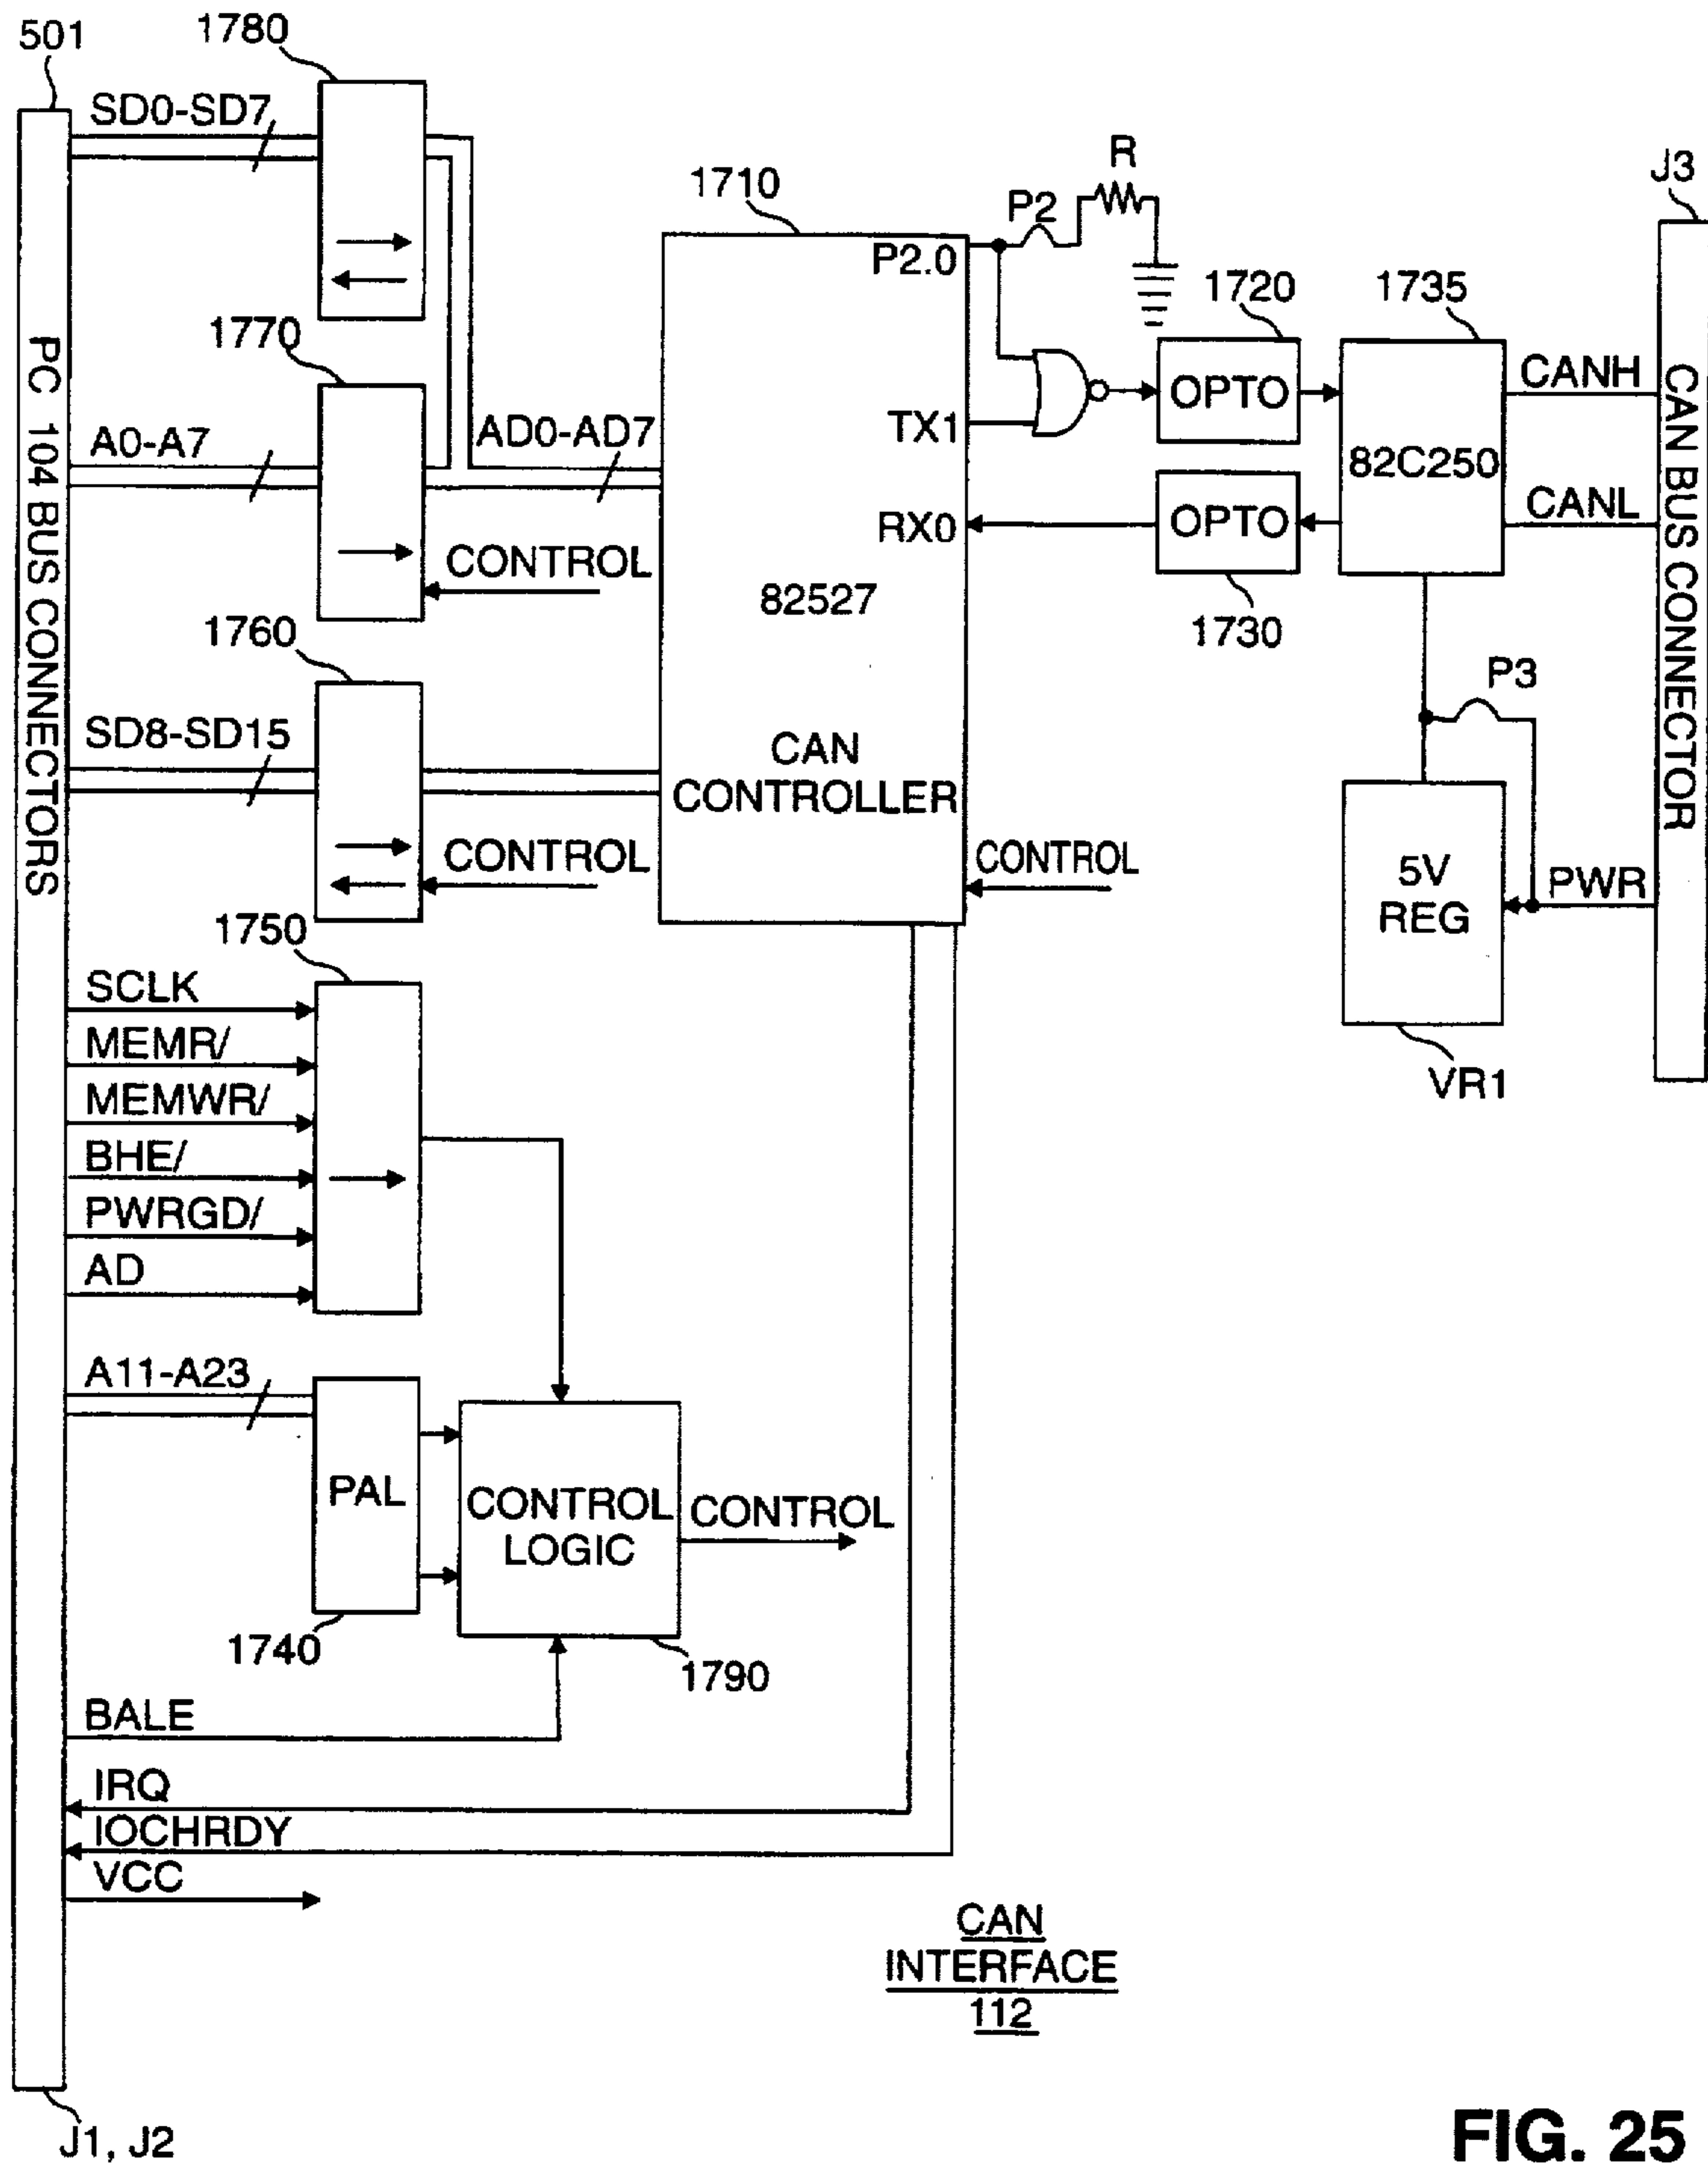 501
1780
SD0-SD7
1710
R
P2
J3
P2.0
1770
1720
1735
PC 104 BUS CONNECTORS
CAN BUS CONNECTOR
OPTO
CANH
A0-A7
AD0-AD7
TX1
82C250
RX0
OPTO
CANL
CONTROL
82527
1760
1730
P3
SD8-SD15
CAN
CONTROLLER
CONTROL
CONTROL
5V
REG
PWR
1750
SCLK
MEMR/
MEMWR/
VR1
BHE/
PWRGD/
AD
A11-A23
PAL
CONTROL
LOGIC
CONTROL
1740
1790
BALE
IRQ
IOCHRDY
VCC
CAN
INTERFACE
112
J1, J2
FIG. 25